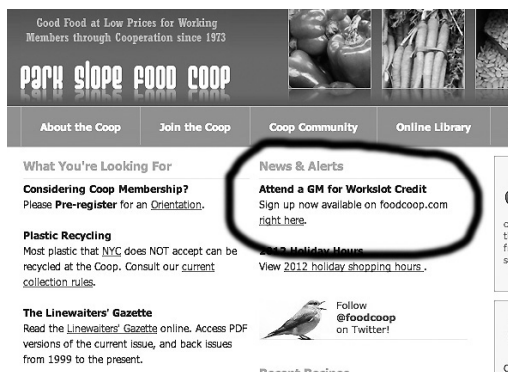 Good Food at Low Prices for Working
Members through Cooperation since 1973
PARK SLOPE FOOD COOP
About the Coop
Join the Coop
Coop Community
Online Library
What You're Looking For
Considering Coop Membership?
Please Pre-register for an Orientation.
Plastic Recycling
Most plastic that NYC does NOT accept can be
recycled at the Coop. Consult our current
collection rules.
The Linewaiters' Gazette
Read the Linewaiters' Gazette online. Access PDF
versions of the current issue, and back issues
from 1999 to the present.
News & Alerts
Attend a GM for Workslot Credit
Sign up now available on foodcoop.com
right here.
2012 Holiday Hours
View 2012 holiday shopping hours .
Follow
@foodcoop
on Twitter!
Recent Recipes